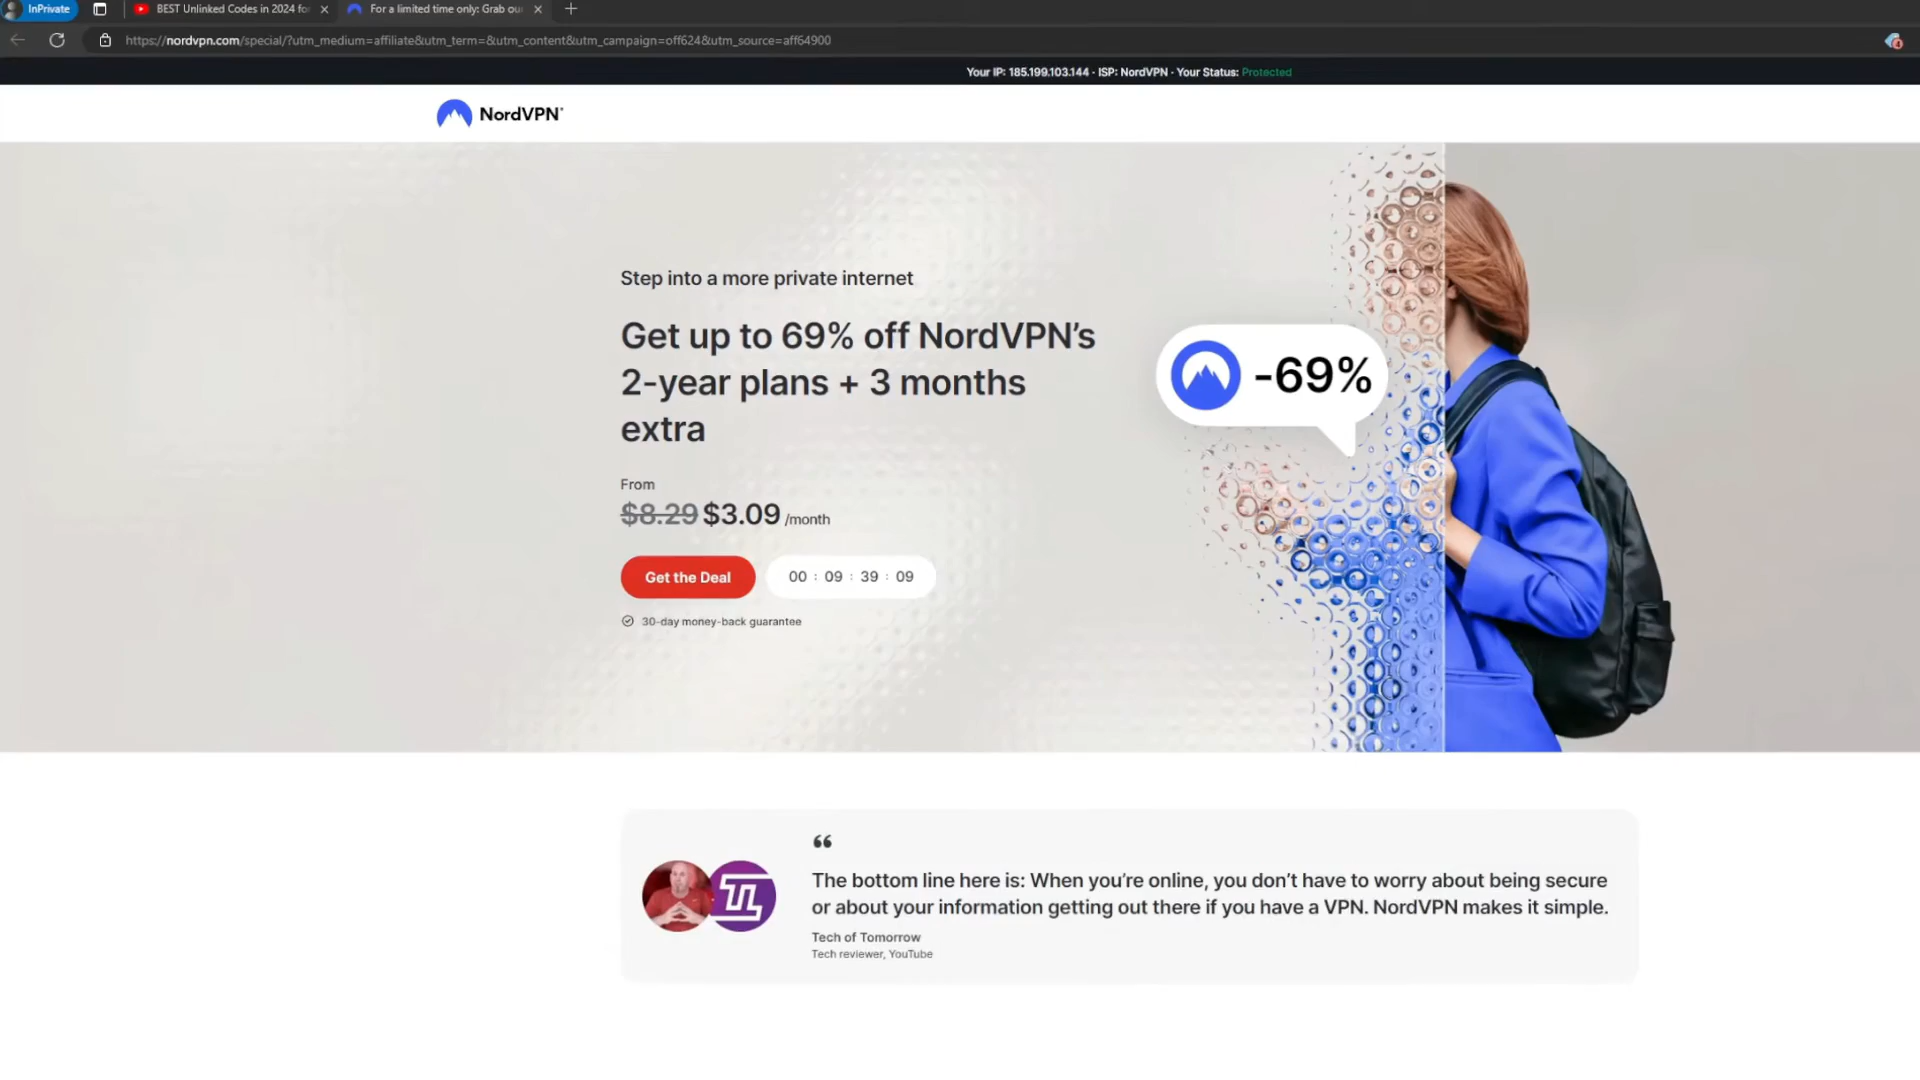 InPrivate
BEST Unlinked Codes in 2024 fo
For a limited time only: Grab ou
https://nordvpn.com/special/?utm_medium=affiliate&utm_term=&utm_content&utm_campaign=off624&utm_source=aff64900
Your IP: 185.199.103.144 · ISP: NordVPN · Your Status: Protected
NordVPN®
Step into a more private internet
Get up to 69% off NordVPN’s
2-year plans + 3 months
extra
-69%
From
$8.29 $3.09 /month
Get the Deal
00 : 09 : 39 : 09
30-day money-back guarantee
“
The bottom line here is: When you’re online, you don’t have to worry about being secure
or about your information getting out there if you have a VPN. NordVPN makes it simple.
Tech of Tomorrow
Tech reviewer, YouTube